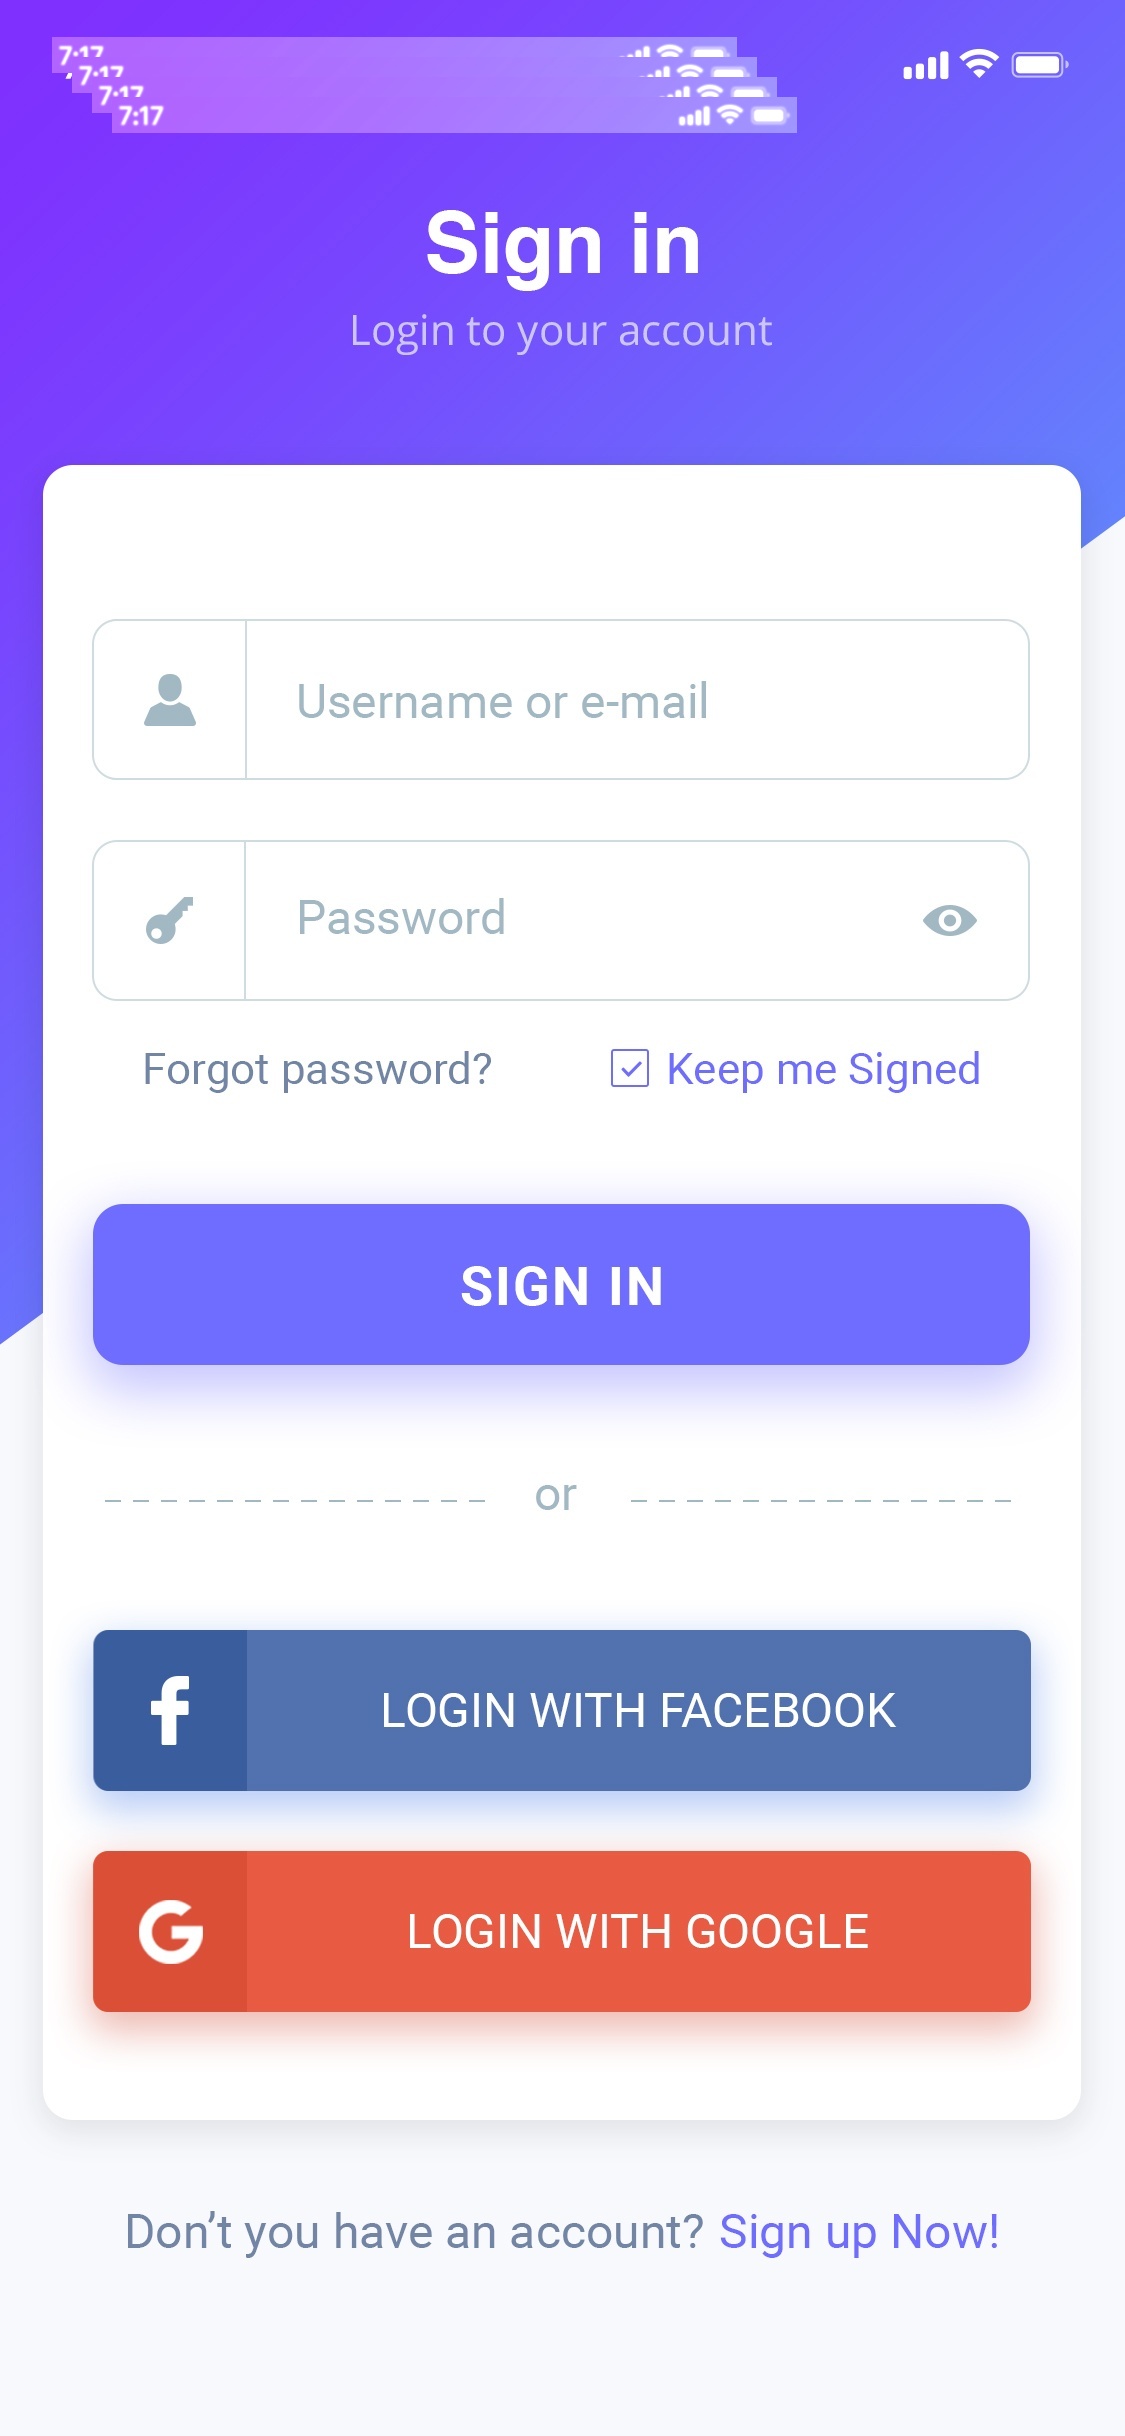 7:17
7:17
7:17
7:17
Sign in
Login to your account
Username or e-mail
Password
Forgot password?
Keep me Signed
SIGN IN
or
LOGIN WITH FACEBOOK
LOGIN WITH GOOGLE
Don’t you have an account? Sign up Now!